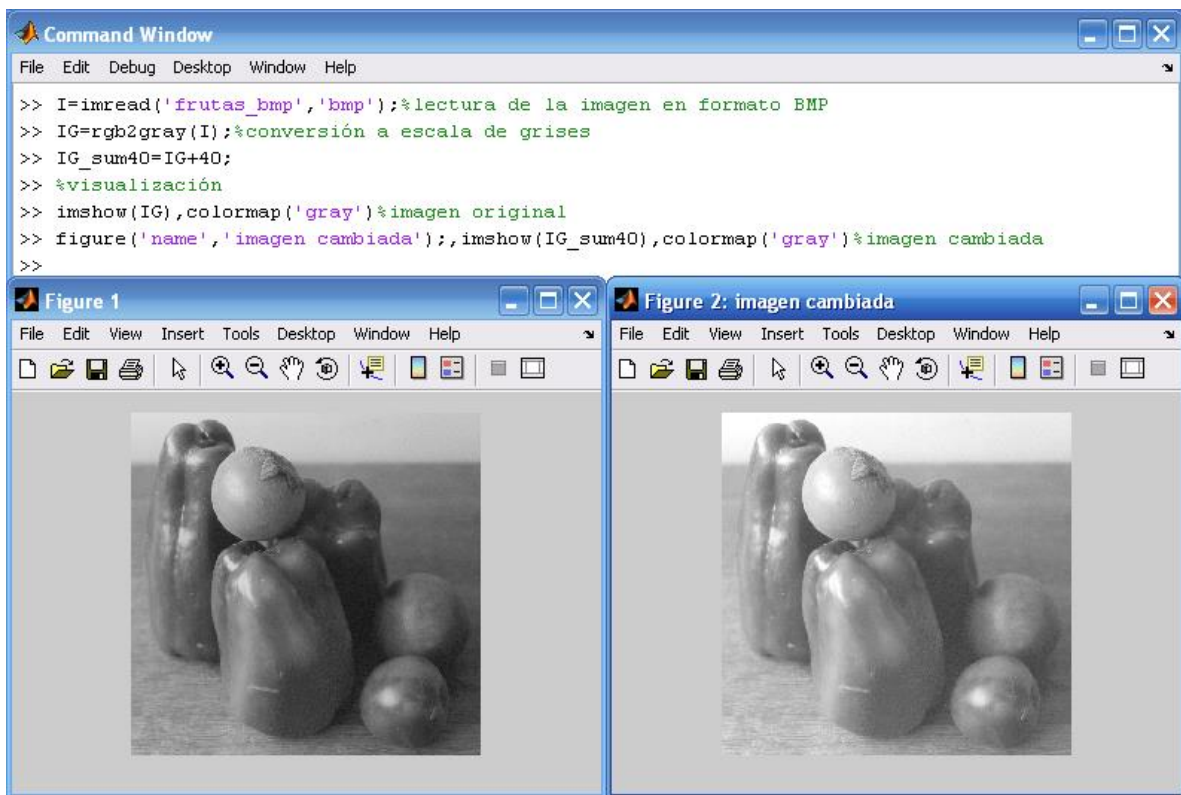 Command Window
File Edit Debug Desktop Window Help
>> I=imread('frutas_bmp','bmp');%lectura de la imagen en formato BMP
>> IG=rgb2gray(I);%conversión a escala de grises
>> IG_sum40=IG+40;
>> %visualización
>> imshow(IG),colormap('gray')%imagen original
>> figure('name','imagen cambiada');,imshow(IG_sum40),colormap('gray')%imagen cambiada
>>
Figure 1
File Edit View Insert Tools Desktop Window Help
Figure 2: imagen cambiada
File Edit View Insert Tools Desktop Window Help